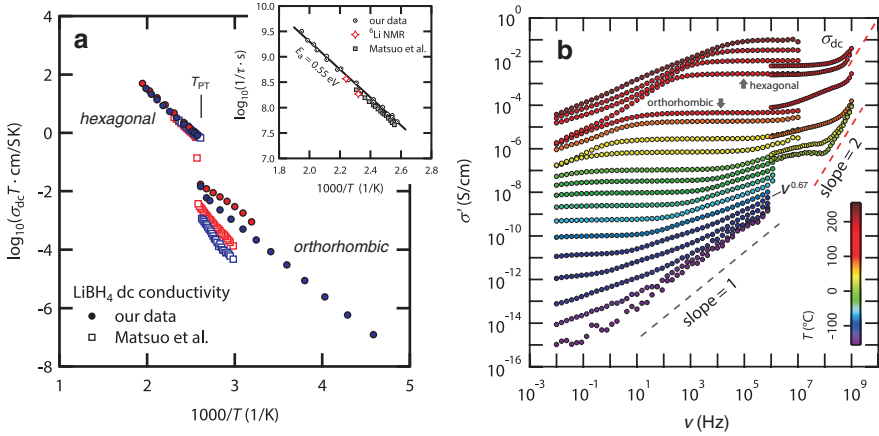 a
T_PT
hexagonal
orthorhombic
LiBH4 dc conductivity
our data
Matsuo et al.
log10(σdcT · cm/SK)
4
2
0
-2
-4
-6
-8
1 2 3 4 5
1000/T (1/K)
our data
6Li NMR
Matsuo et al.
Ea = 0.55 eV
log10(1/τ · s)
9.5
9.0
8.5
8.0
7.5
7.0
1.8 2.0 2.2 2.4 2.6 2.8
1000/T (1/K)
b
σdc
hexagonal
orthorhombic
slope = 2
~ν^0.67
slope = 1
T (°C)
200
100
0
-100
σ' (S/cm)
10^0
10^-2
10^-4
10^-6
10^-8
10^-10
10^-12
10^-14
10^-16
10^-3 10^-1 10^1 10^3 10^5 10^7 10^9
ν (Hz)